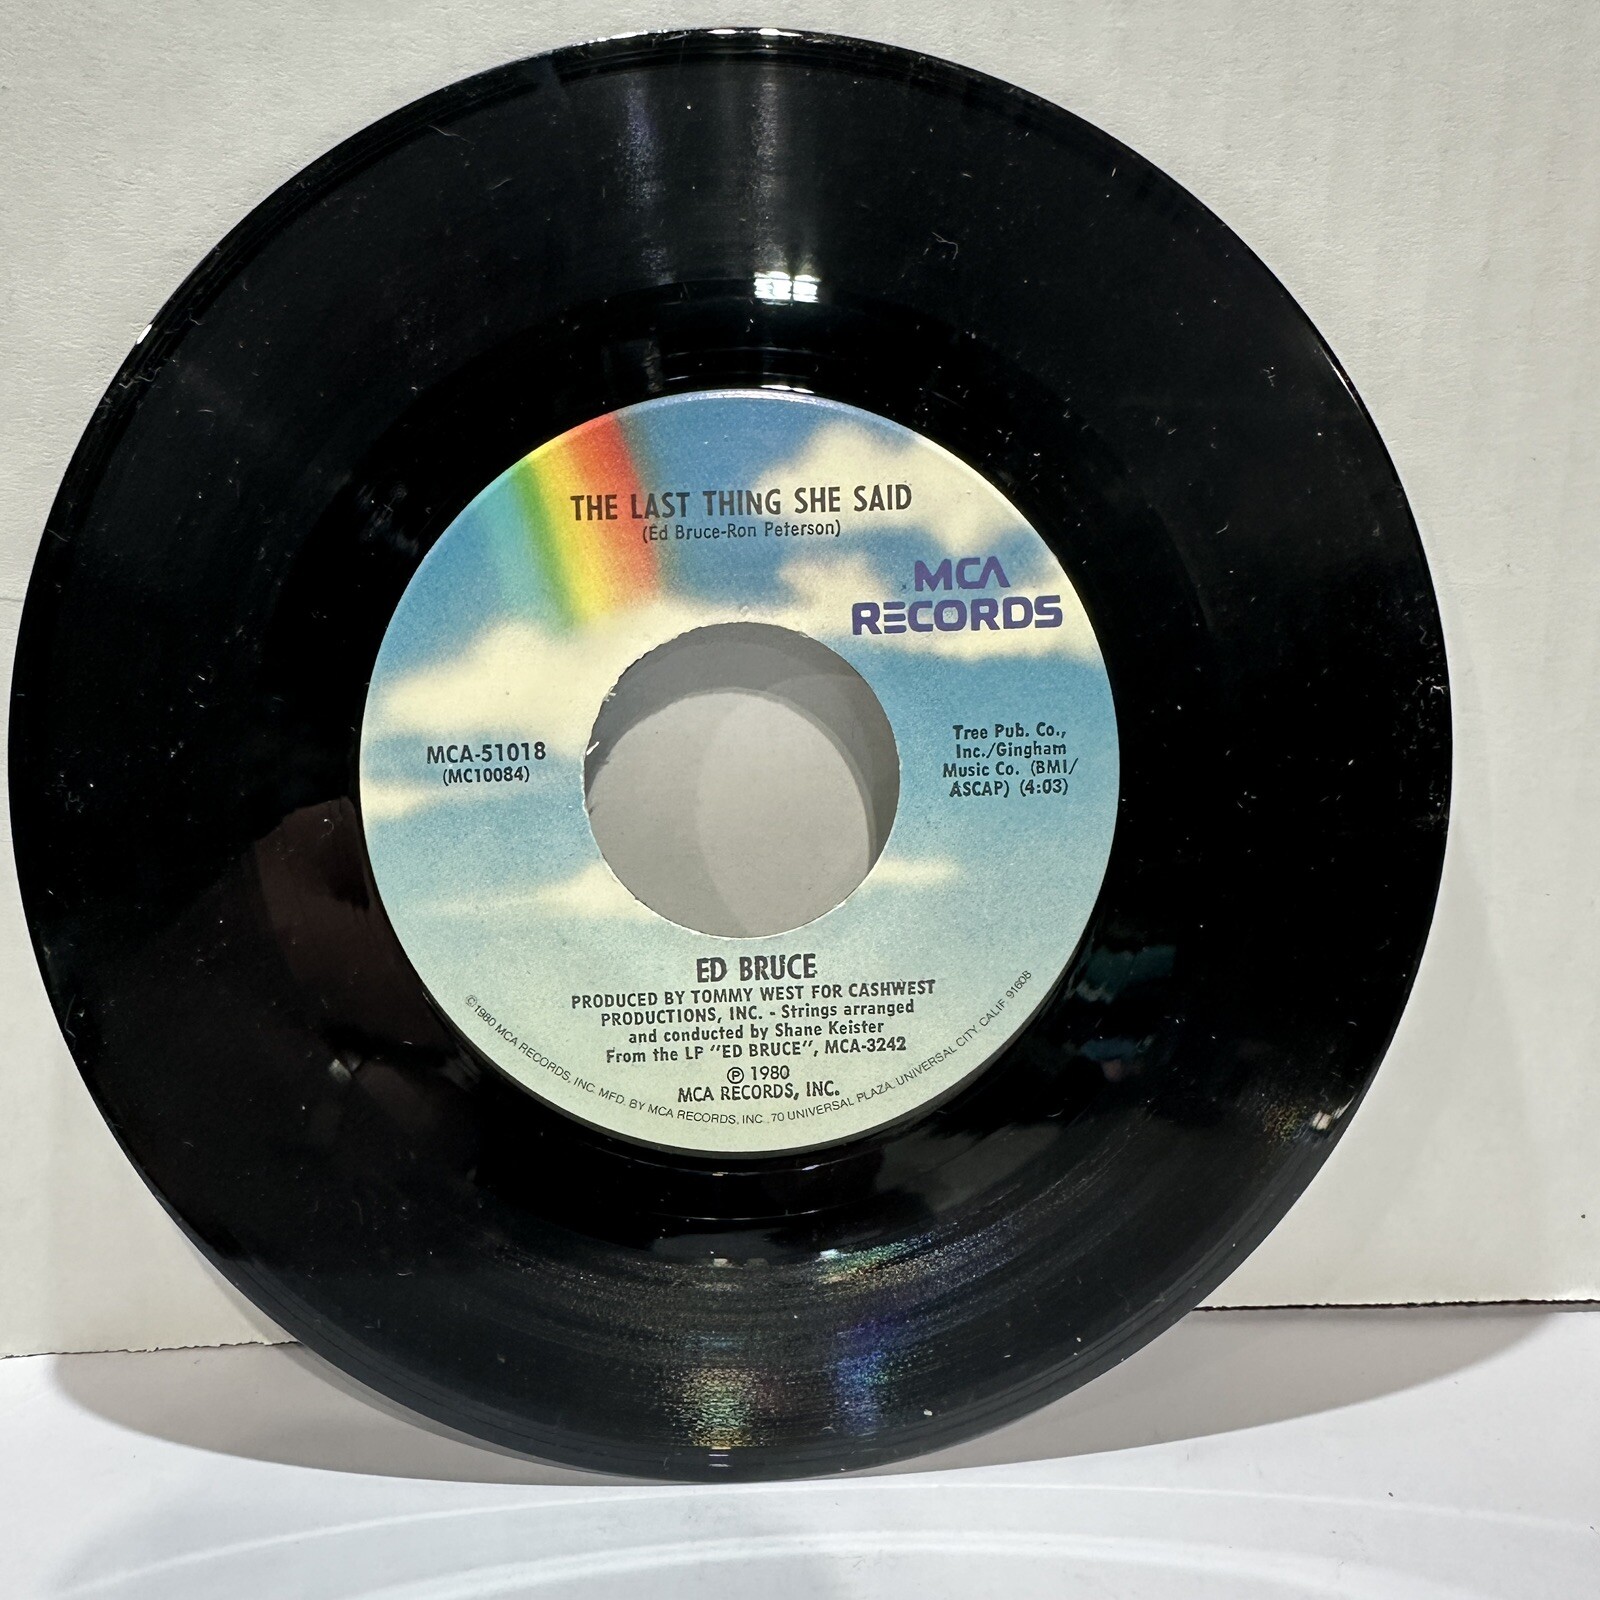 THE LAST THING SHE SAID
(Ed Bruce-Ron Peterson)
MCA
RECORDS
MCA-51018
(MC10084)
Tree Pub. Co.,
Inc./Gingham
Music Co. (BMI/
ASCAP) (4:03)
ED BRUCE
PRODUCED BY TOMMY WEST FOR CASHWEST
PRODUCTIONS, INC. - Strings arranged
and conducted by Shane Keister
From the LP "ED BRUCE", MCA-3242
℗ 1980
MCA RECORDS, INC.
©1980 MCA RECORDS, INC. MFD. BY MCA RECORDS, INC., 70 UNIVERSAL PLAZA, UNIVERSAL CITY, CALIF. 91608